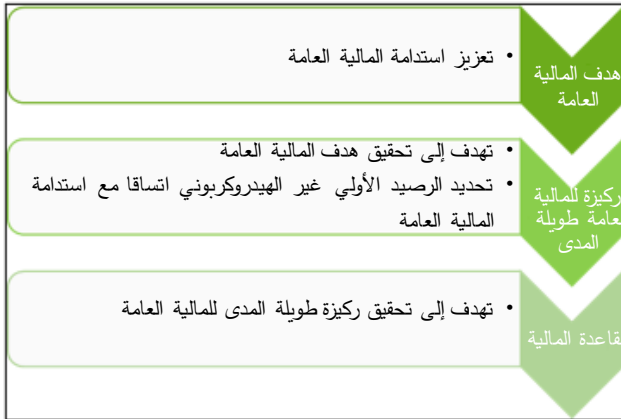 هدف المالية
العامة
• تعزيز استدامة المالية العامة
ركيزة للمالية
لعامة طويلة
المدى
• تهدف إلى تحقيق هدف المالية العامة
• تحديد الرصيد الأولي غير الهيدروكربوني اتساقا مع استدامة
المالية العامة
قاعدة المالية
• تهدف إلى تحقيق ركيزة طويلة المدى للمالية العامة